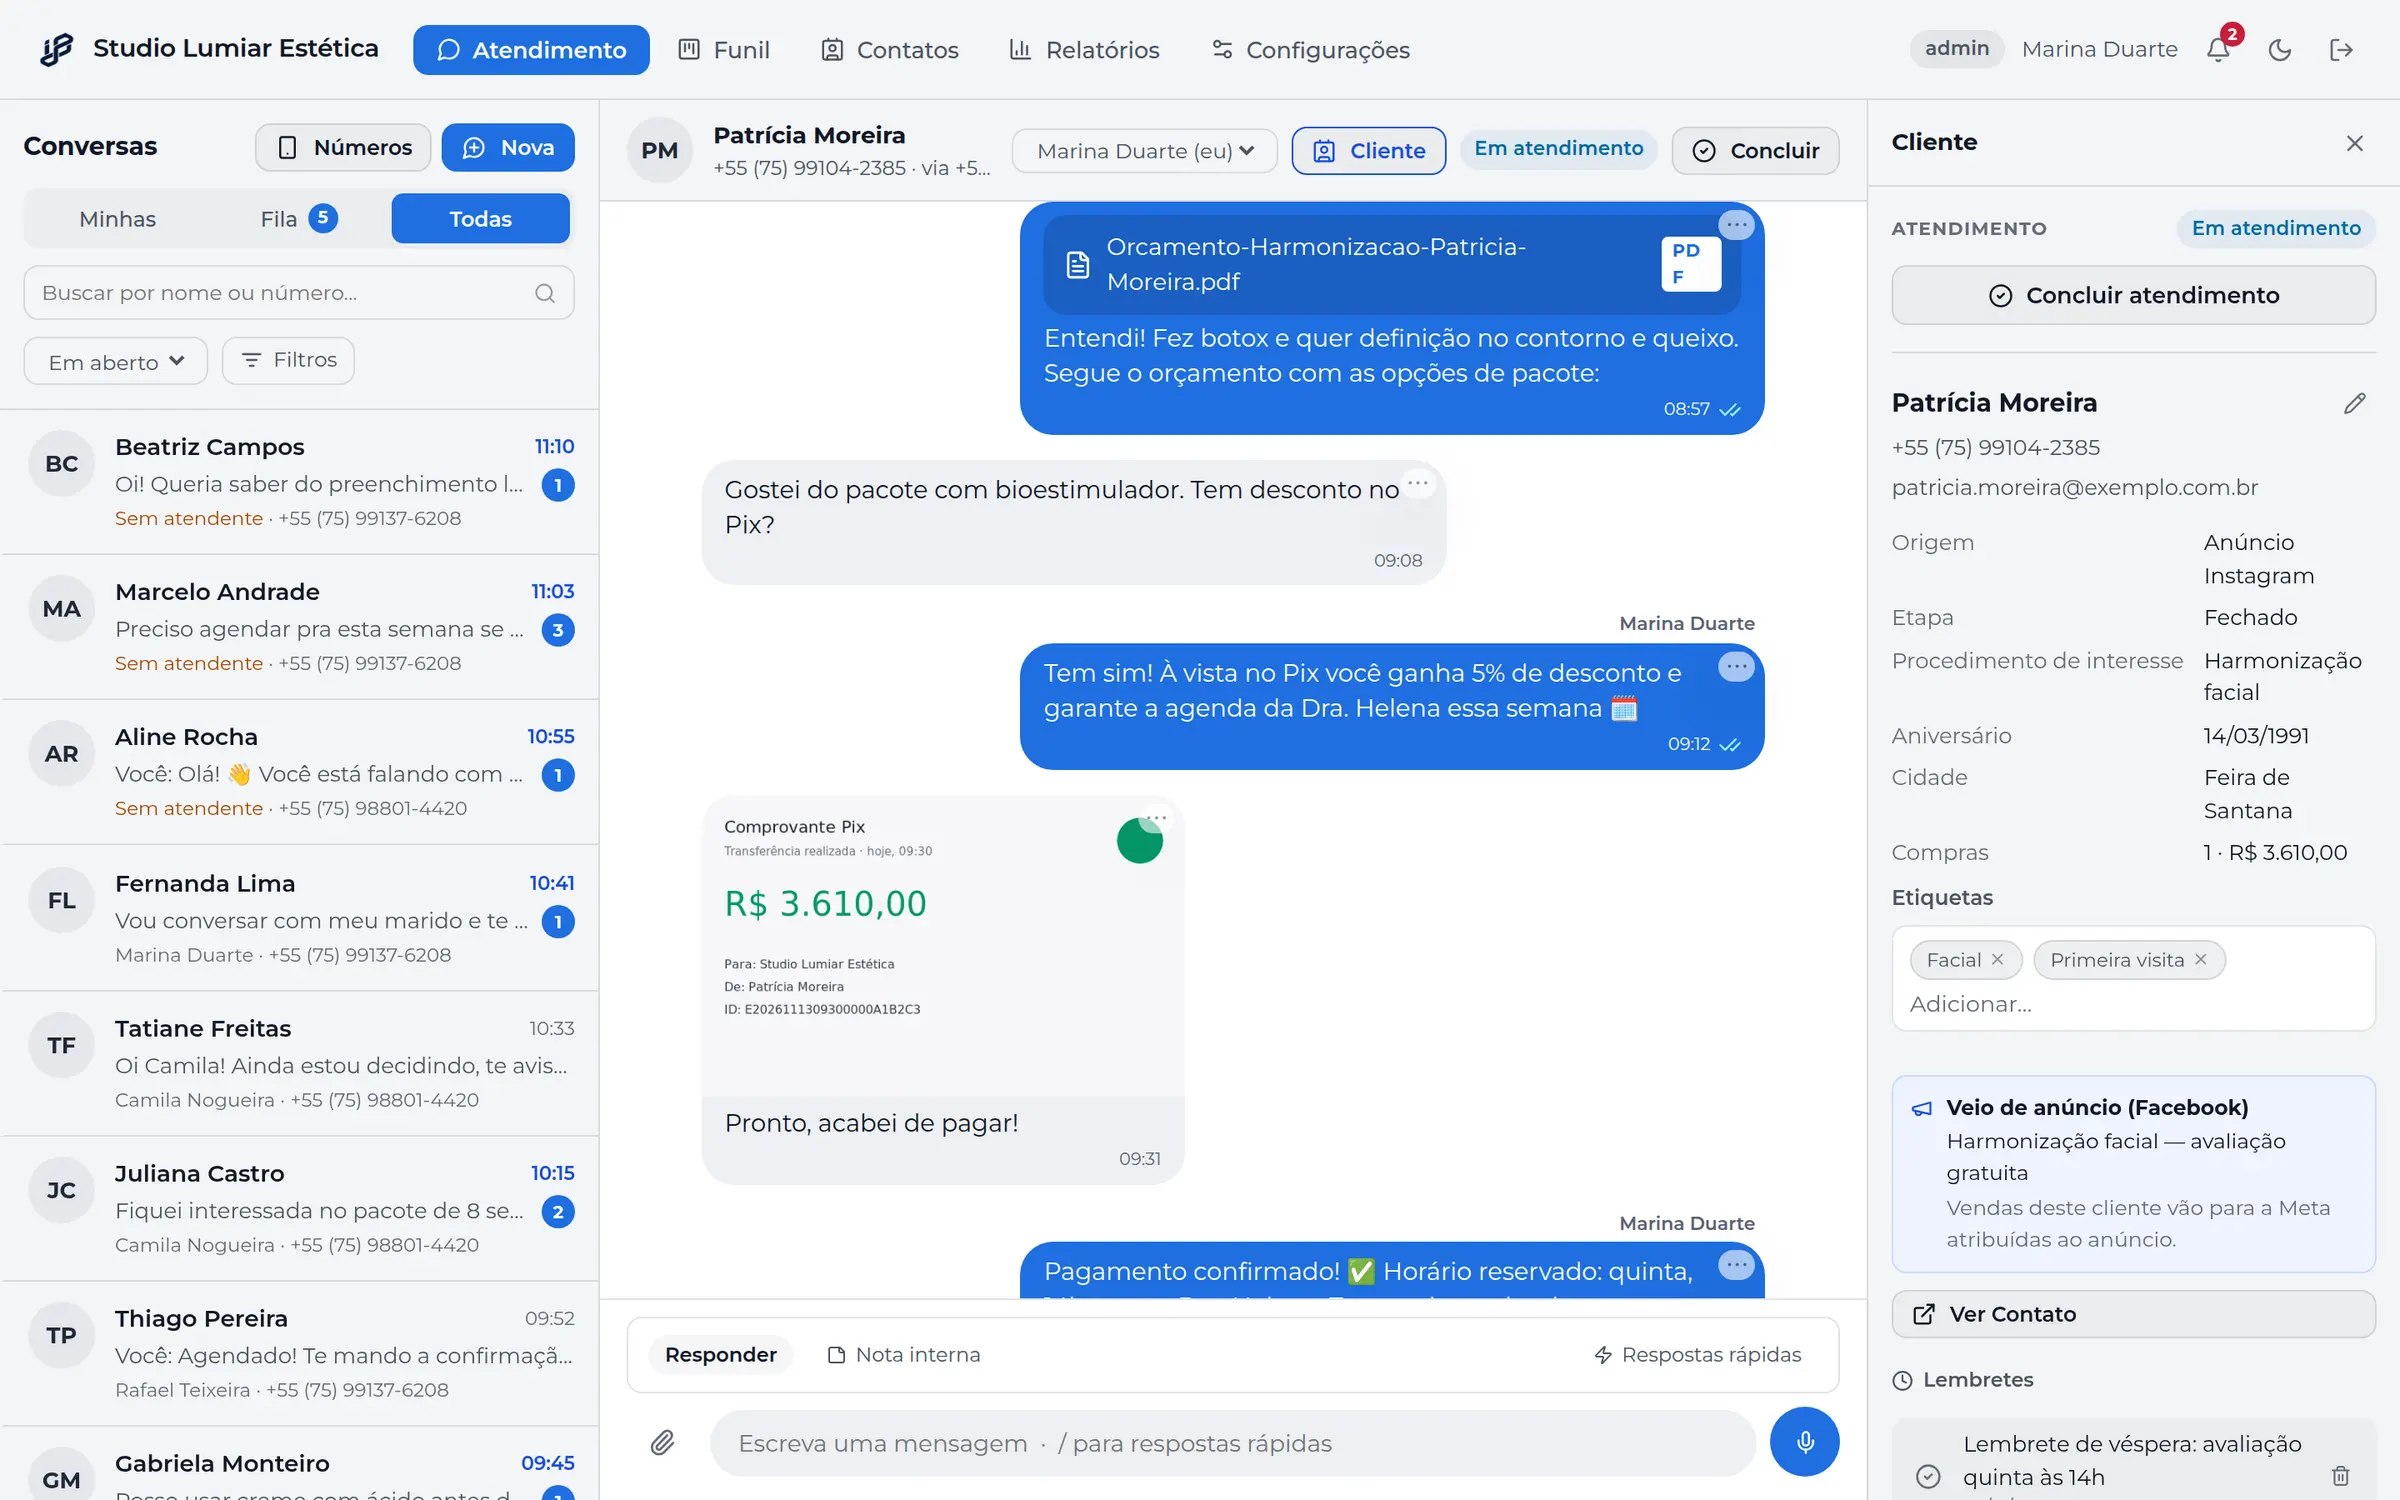 Studio Lumiar Estética
Atendimento
Funil
Contatos
Relatórios
Configurações
admin
Marina Duarte
2
Conversas
Números
Nova
Minhas
Fila 5
Todas
Buscar por nome ou número...
Em aberto
Filtros
BC
Beatriz Campos
11:10
Oi! Queria saber do preenchimento l...
1
Sem atendente · +55 (75) 99137-6208
MA
Marcelo Andrade
11:03
Preciso agendar pra esta semana se ...
3
Sem atendente · +55 (75) 99137-6208
AR
Aline Rocha
10:55
Você: Olá! 👋 Você está falando com ...
1
Sem atendente · +55 (75) 98801-4420
FL
Fernanda Lima
10:41
Vou conversar com meu marido e te ...
1
Marina Duarte · +55 (75) 99137-6208
TF
Tatiane Freitas
10:33
Oi Camila! Ainda estou decidindo, te avis...
Camila Nogueira · +55 (75) 98801-4420
JC
Juliana Castro
10:15
Fiquei interessada no pacote de 8 se...
2
Camila Nogueira · +55 (75) 98801-4420
TP
Thiago Pereira
09:52
Você: Agendado! Te mando a confirmaçã...
Rafael Teixeira · +55 (75) 99137-6208
GM
Gabriela Monteiro
09:45
PM
Patrícia Moreira
+55 (75) 99104-2385 · via +5...
Marina Duarte (eu)
Cliente
Em atendimento
Concluir
Orcamento-Harmonizacao-Patricia-
Moreira.pdf
PD
F
Entendi! Fez botox e quer definição no contorno e queixo.
Segue o orçamento com as opções de pacote:
08:57
Gostei do pacote com bioestimulador. Tem desconto no
Pix?
09:08
Marina Duarte
Tem sim! À vista no Pix você ganha 5% de desconto e
garante a agenda da Dra. Helena essa semana 🗓️
09:12
Comprovante Pix
Transferência realizada · hoje, 09:30
R$ 3.610,00
Para: Studio Lumiar Estética
De: Patrícia Moreira
ID: E2026111309300000A1B2C3
Pronto, acabei de pagar!
09:31
Marina Duarte
Pagamento confirmado! ✅ Horário reservado: quinta,
Responder
Nota interna
Respostas rápidas
Escreva uma mensagem · / para respostas rápidas
Cliente
ATENDIMENTO
Em atendimento
Concluir atendimento
Patrícia Moreira
+55 (75) 99104-2385
patricia.moreira@exemplo.com.br
Origem
Anúncio
Instagram
Etapa
Fechado
Procedimento de interesse
Harmonização
facial
Aniversário
14/03/1991
Cidade
Feira de
Santana
Compras
1 · R$ 3.610,00
Etiquetas
Facial
Primeira visita
Adicionar...
Veio de anúncio (Facebook)
Harmonização facial — avaliação
gratuita
Vendas deste cliente vão para a Meta
atribuídas ao anúncio.
Ver Contato
Lembretes
Lembrete de véspera: avaliação
quinta às 14h